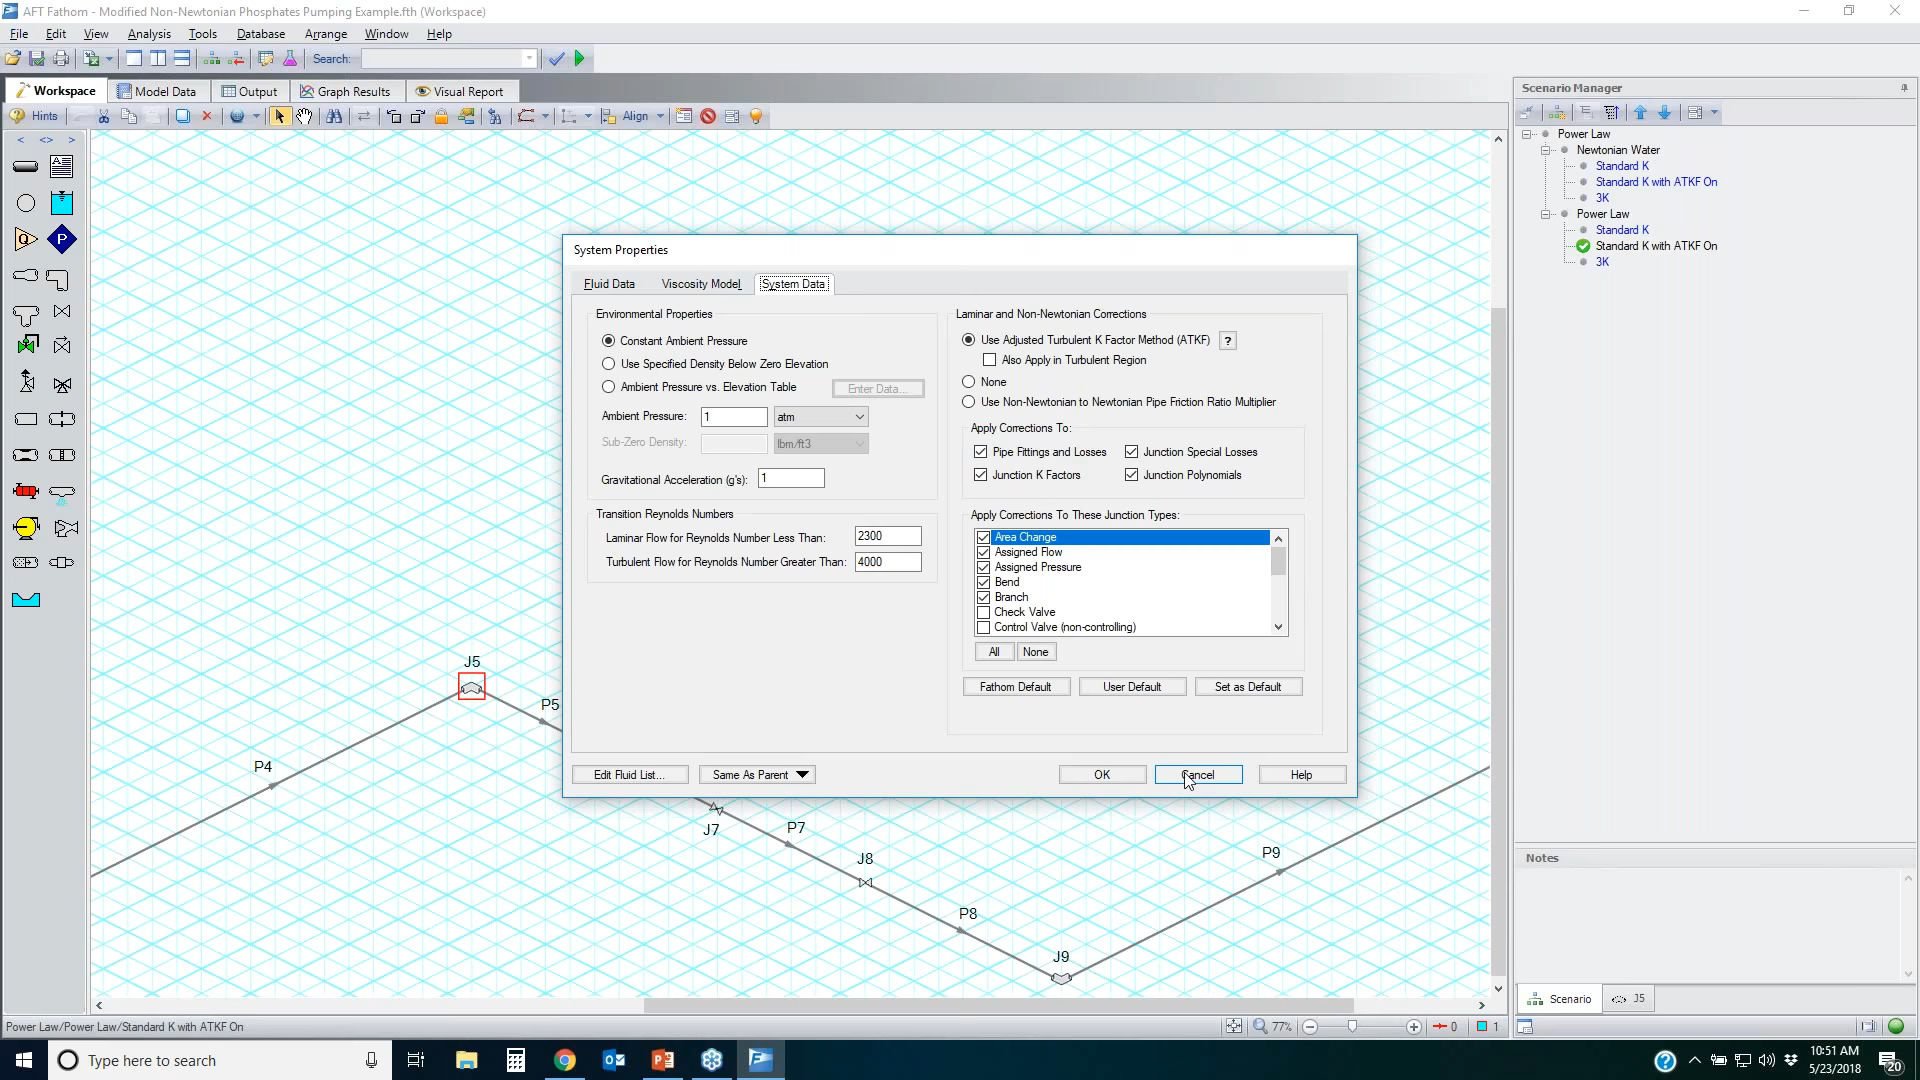 AFT Fathom - Modified Non-Newtonian Phosphates Pumping Example.fth (Workspace)
File Edit View Analysis Tools Database Arrange Window Help
Search:
Workspace Model Data Output Graph Results Visual Report
Hints Align
Scenario Manager
Power Law
Newtonian Water
Standard K
Standard K with ATKF On
3K
Power Law
Standard K
Standard K with ATKF On
3K
System Properties
Fluid Data Viscosity Model System Data
Environmental Properties
Constant Ambient Pressure
Use Specified Density Below Zero Elevation
Ambient Pressure vs. Elevation Table Enter Data...
Ambient Pressure: 1 atm
Sub-Zero Density: lbm/ft3
Gravitational Acceleration (g's): 1
Transition Reynolds Numbers
Laminar Flow for Reynolds Number Less Than: 2300
Turbulent Flow for Reynolds Number Greater Than: 4000
Laminar and Non-Newtonian Corrections
Use Adjusted Turbulent K Factor Method (ATKF) ?
Also Apply in Turbulent Region
None
Use Non-Newtonian to Newtonian Pipe Friction Ratio Multiplier
Apply Corrections To:
Pipe Fittings and Losses Junction Special Losses
Junction K Factors Junction Polynomials
Apply Corrections To These Junction Types:
Area Change
Assigned Flow
Assigned Pressure
Bend
Branch
Check Valve
Control Valve (non-controlling)
All None
Fathom Default User Default Set as Default
Edit Fluid List... Same As Parent OK Cancel Help
J5
P5
P4
J7
P7
J8
P8
J9
P9
Q
P
A
Notes
Scenario J5
Power Law/Power Law/Standard K with ATKF On
77% 0 1
Type here to search
10:51 AM
5/23/2018
20